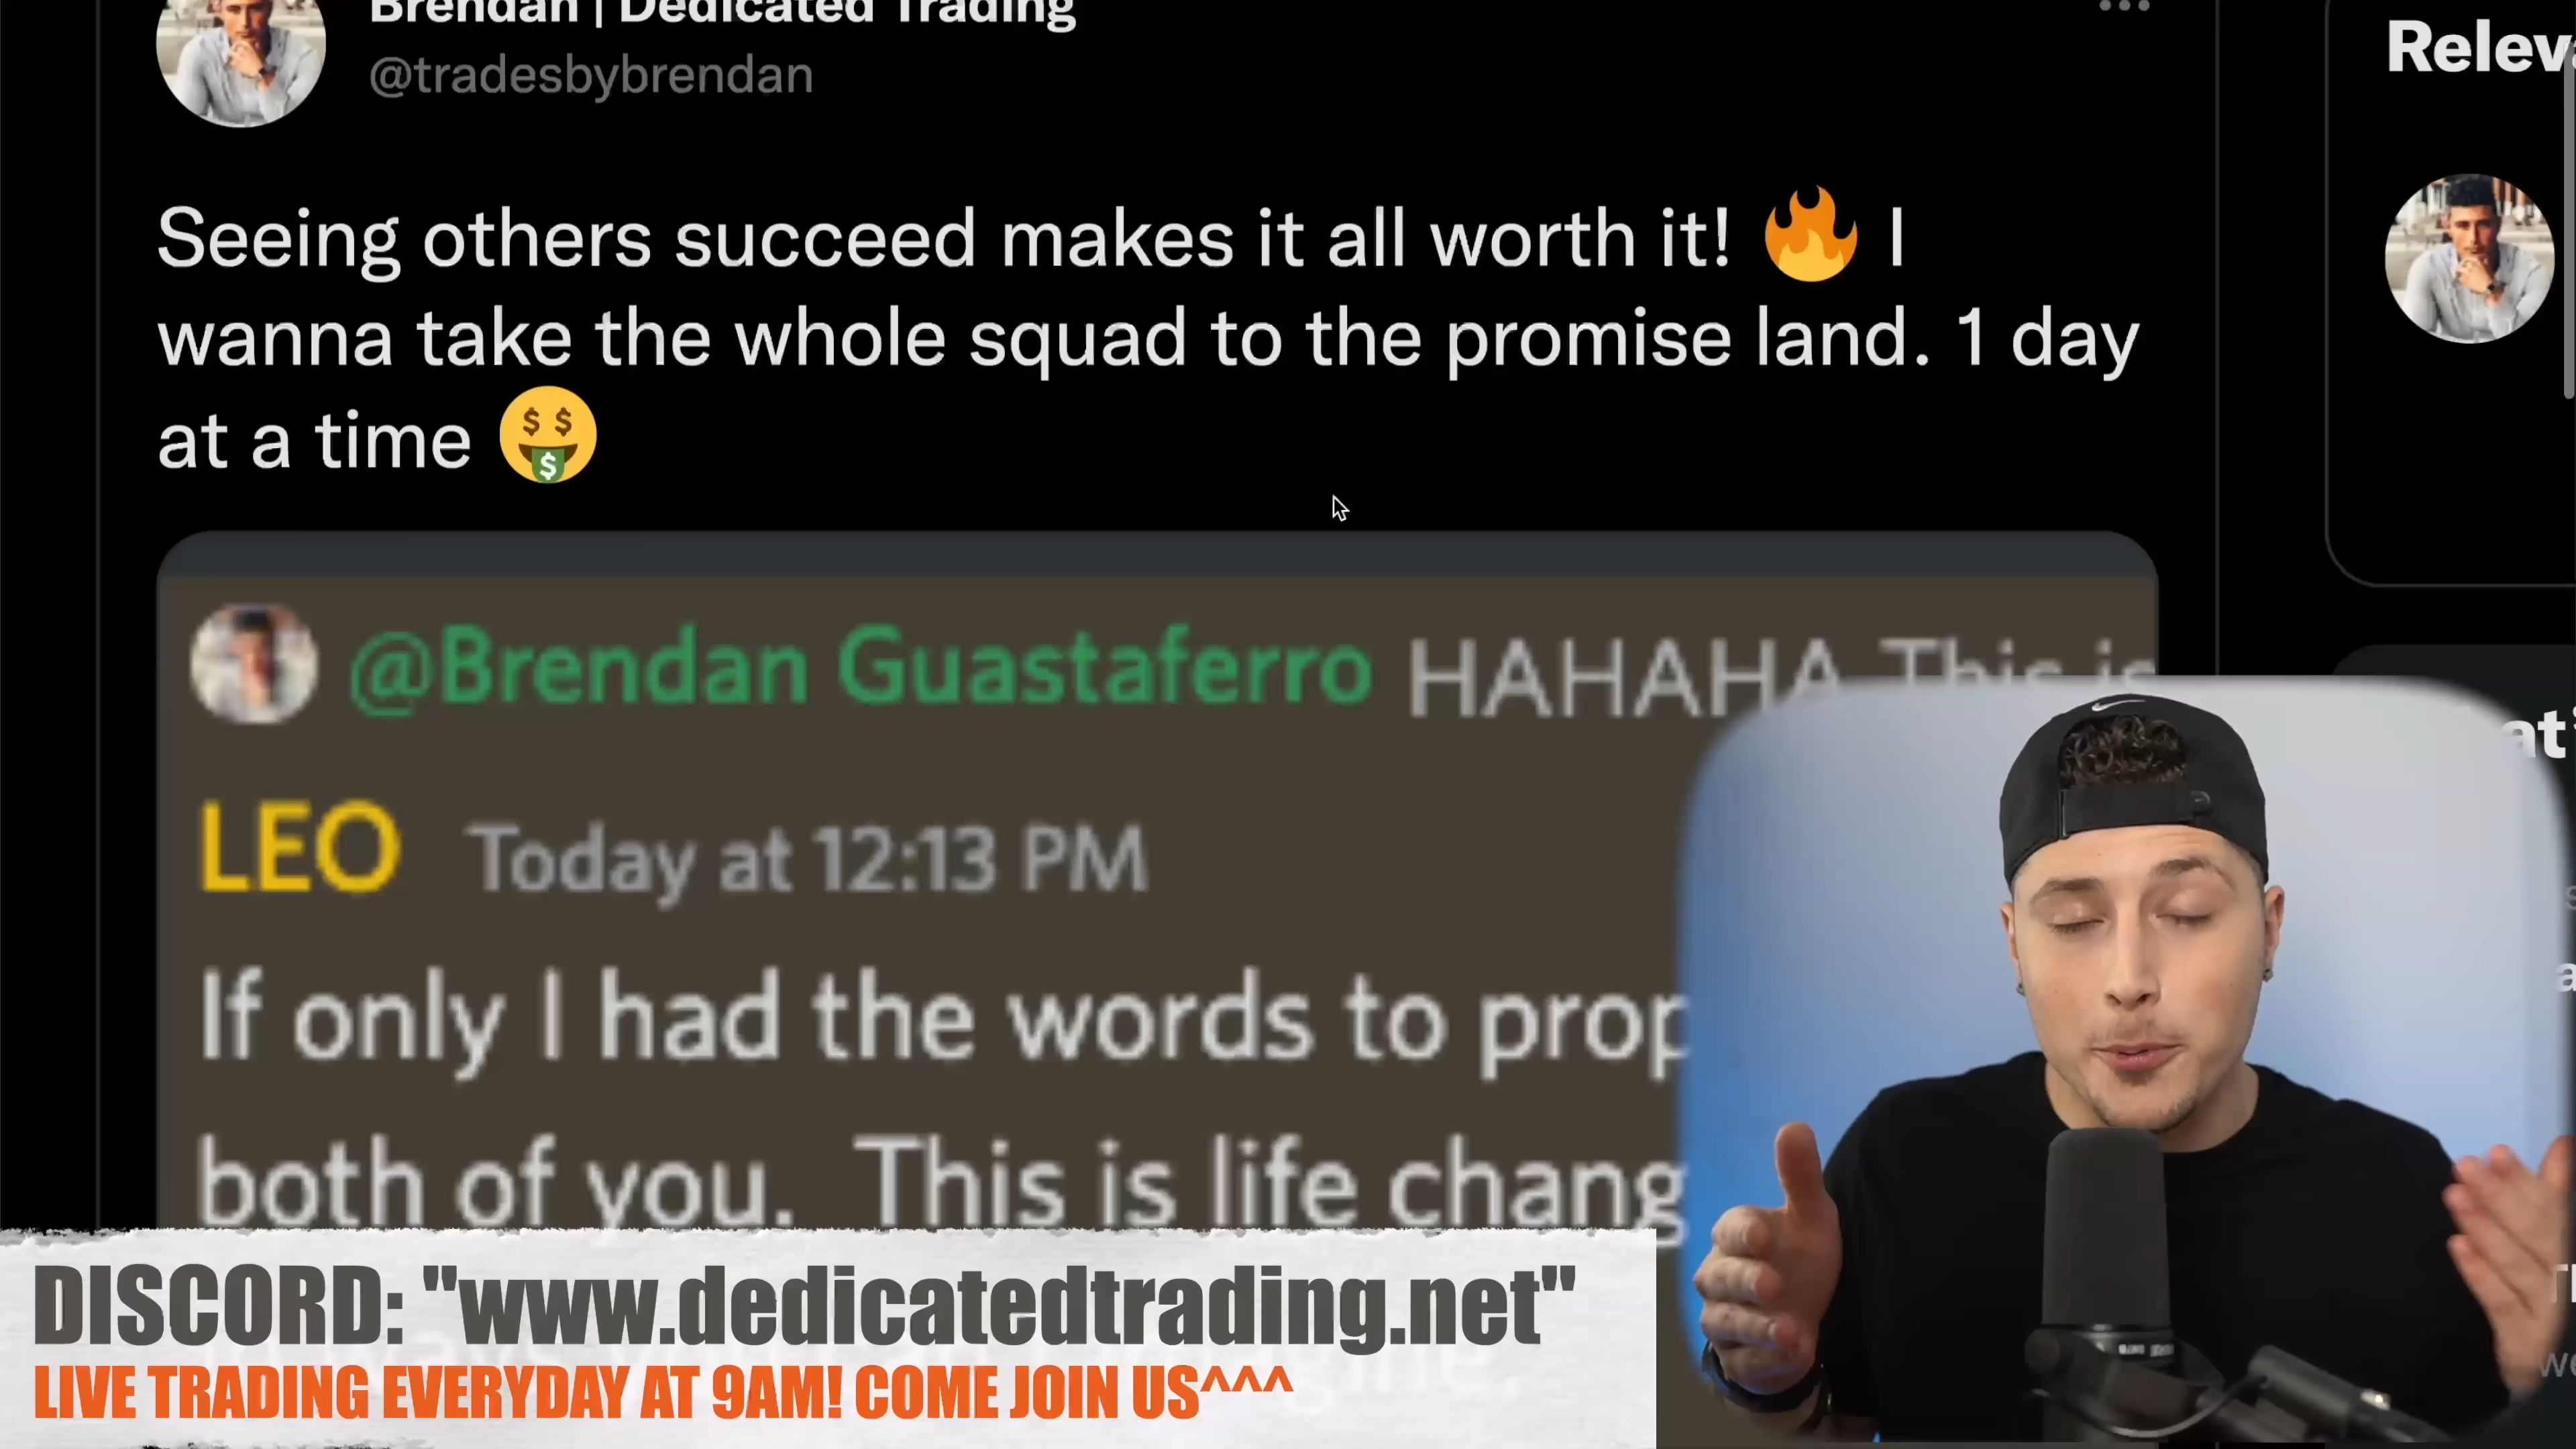 Brendan | Dedicated Trading
@tradesbybrendan
Relev
Seeing others succeed makes it all worth it! 🔥 I
wanna take the whole squad to the promise land. 1 day
at a time 🤑
@Brendan Guastaferro HAHAHA This is
LEO Today at 12:13 PM
If only I had the words to prop
both of you. This is life chang
DISCORD: "www.dedicatedtrading.net"
LIVE TRADING EVERYDAY AT 9AM! COME JOIN US^^^